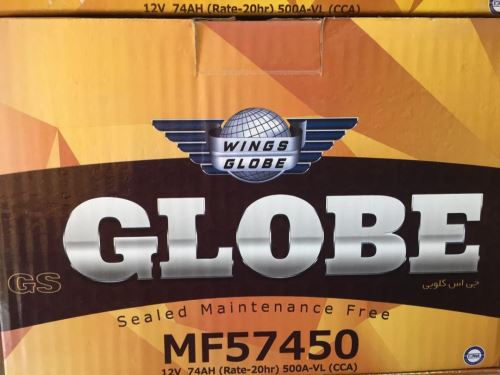 12V 74AH (Rate-20hr) 500A-VL (CCA)
WINGS
GLOBE
GLOBE
GS
جی اس گلوبی
Sealed Maintenance Free
MF57450
12V 74AH (Rate-20hr) 500A-VL (CCA)